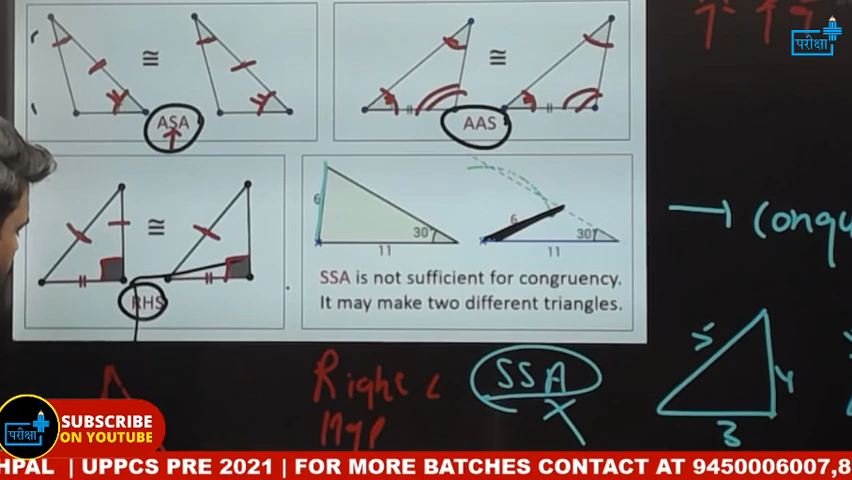 परीक्षा
≅
≅
ASA
AAS
≅
RHS
6
30°
11
6
30°
11
SSA is not sufficient for congruency.
It may make two different triangles.
Right <
Hyp
SSA
X
5
4
3
SUBSCRIBE
ON YOUTUBE
परीक्षा
HPAL | UPPCS PRE 2021 | FOR MORE BATCHES CONTACT AT 9450006007,8